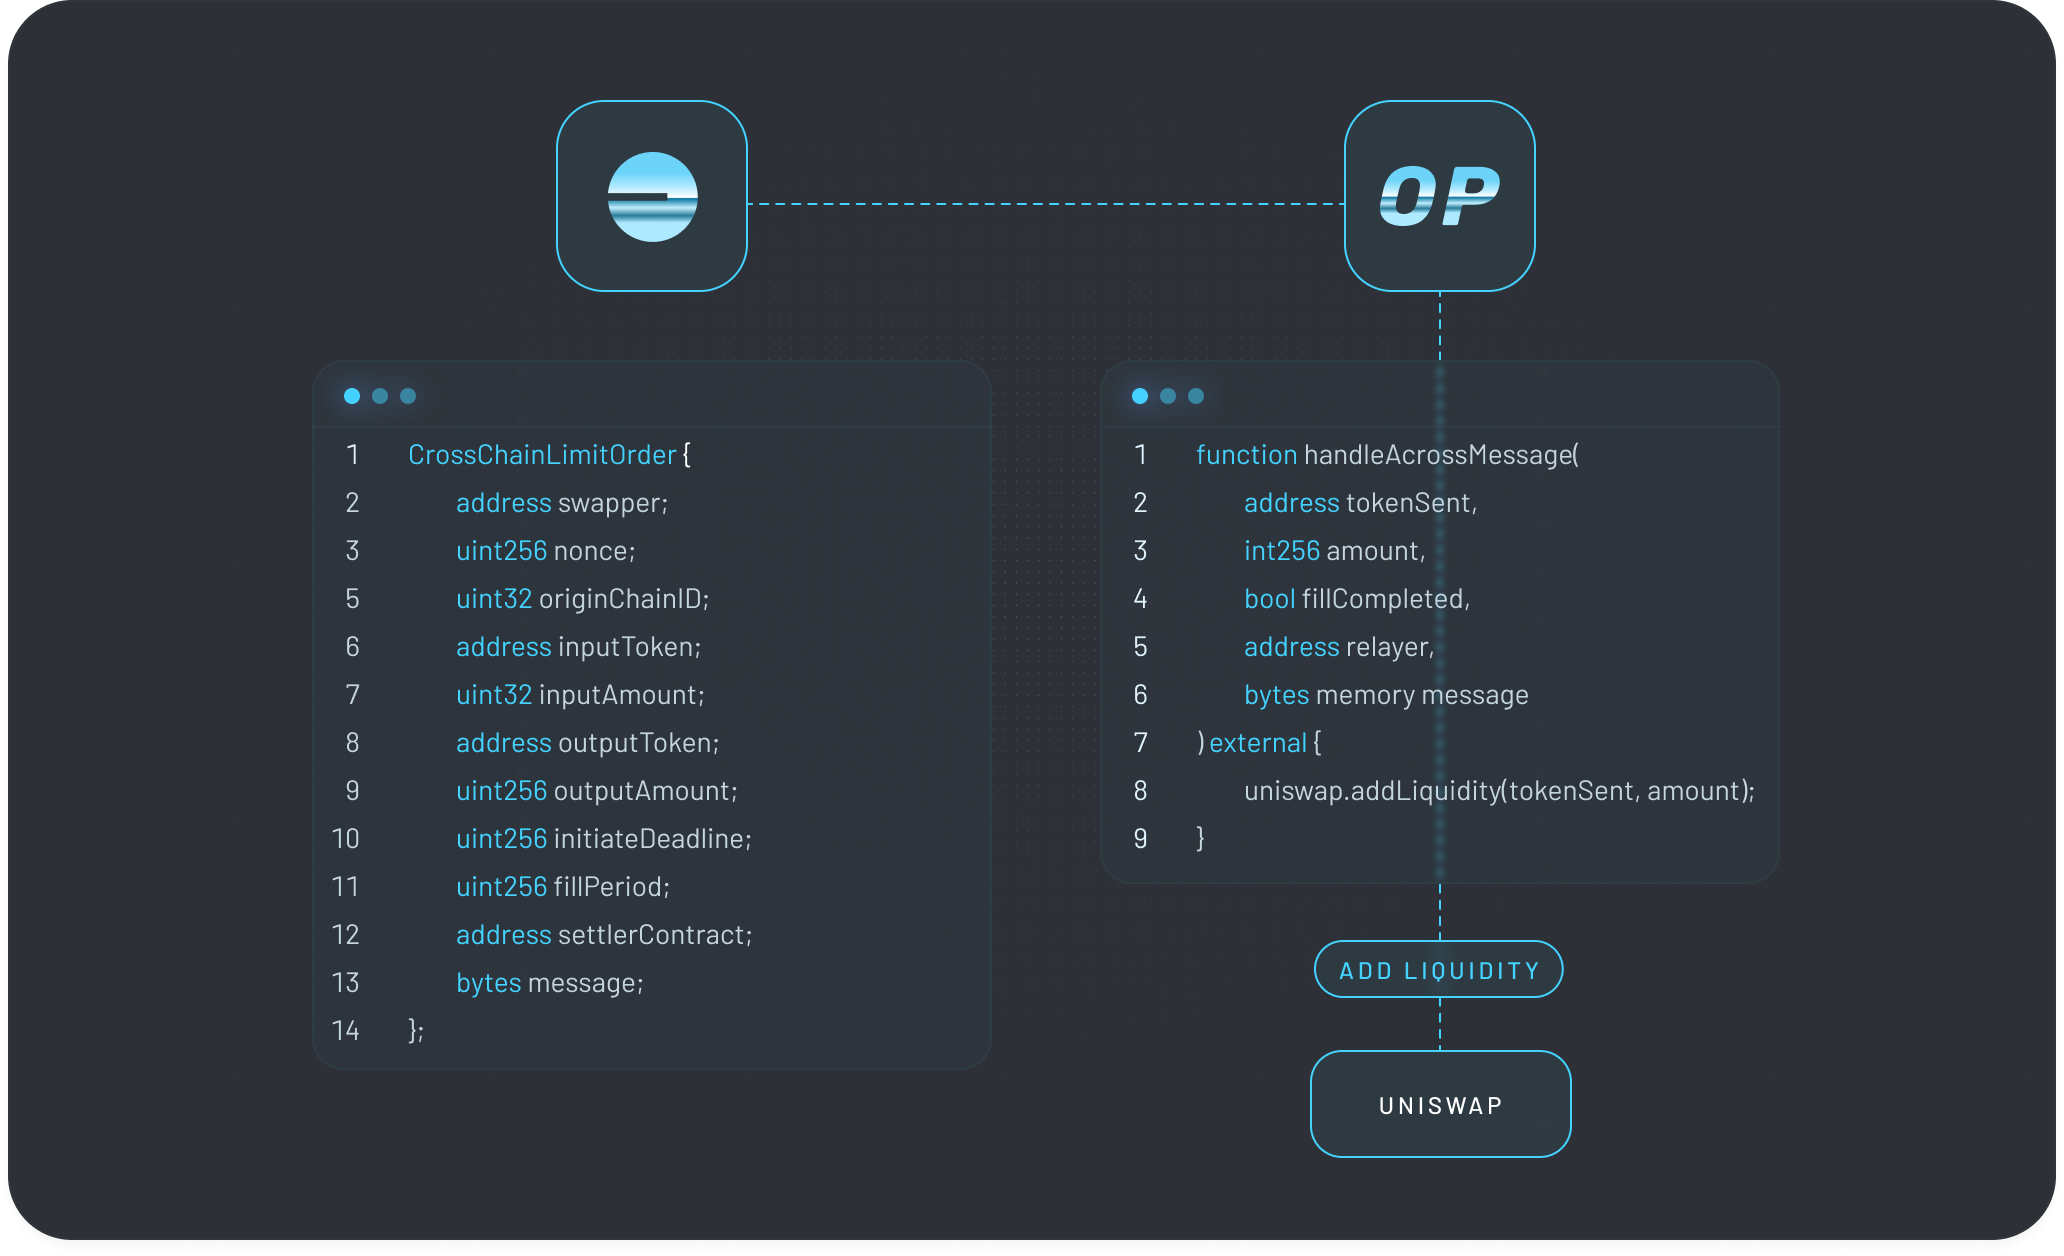 OP
1 CrossChainLimitOrder {
2 address swapper;
3 uint256 nonce;
5 uint32 originChainID;
6 address inputToken;
7 uint32 inputAmount;
8 address outputToken;
9 uint256 outputAmount;
10 uint256 initiateDeadline;
11 uint256 fillPeriod;
12 address settlerContract;
13 bytes message;
14 };
1 function handleAcrossMessage(
2 address tokenSent,
3 int256 amount,
4 bool fillCompleted,
5 address relayer,
6 bytes memory message
7 ) external {
8 uniswap.addLiquidity(tokenSent, amount);
9 }
ADD LIQUIDITY
UNISWAP